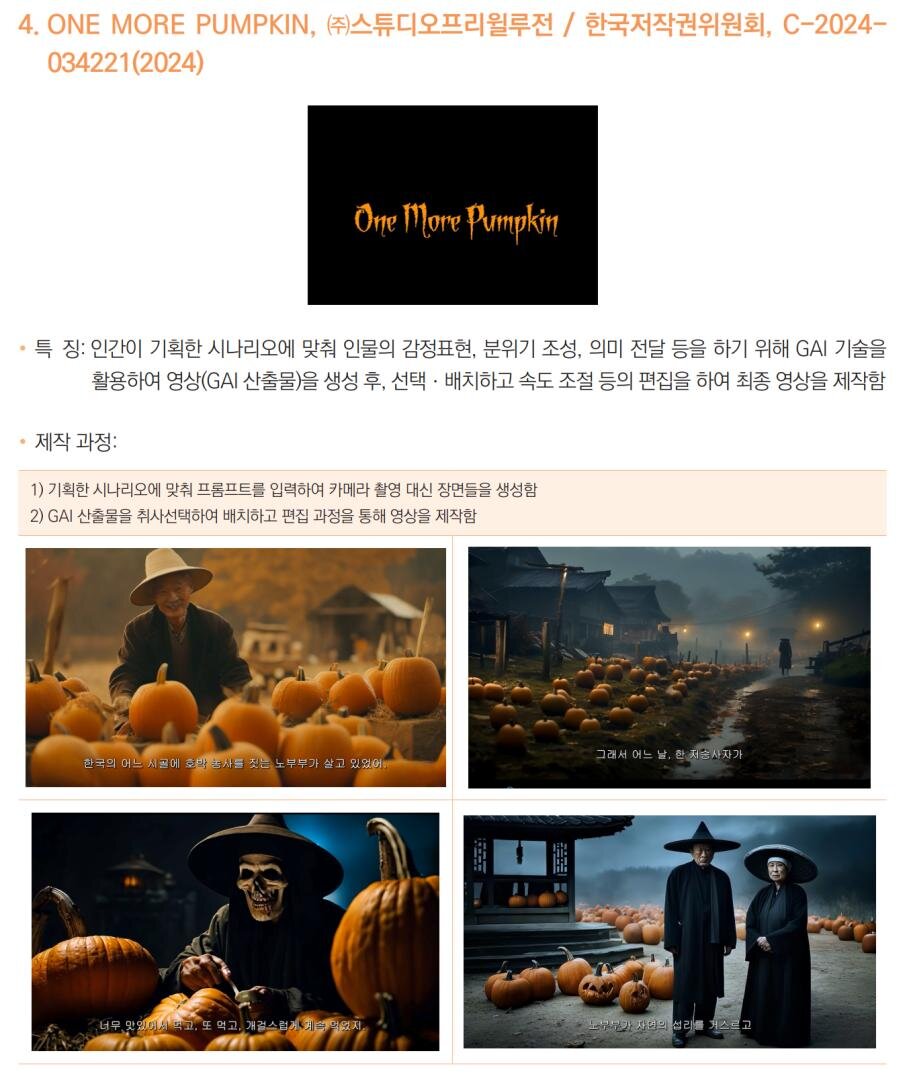 4. ONE MORE PUMPKIN, ㈜스튜디오프리윌루전 / 한국저작권위원회, C-2024-
034221(2024)
One More Pumpkin
• 특 징: 인간이 기획한 시나리오에 맞춰 인물의 감정표현, 분위기 조성, 의미 전달 등을 하기 위해 GAI 기술을
활용하여 영상(GAI 산출물)을 생성 후, 선택 · 배치하고 속도 조절 등의 편집을 하여 최종 영상을 제작함
• 제작 과정:
1) 기획한 시나리오에 맞춰 프롬프트를 입력하여 카메라 촬영 대신 장면들을 생성함
2) GAI 산출물을 취사선택하여 배치하고 편집 과정을 통해 영상을 제작함
한국의 어느 시골에 호박 농사를 짓는 노부부가 살고 있었어.
그래서 어느 날, 한 저승사자가
너무 맛있어서 먹고, 또 먹고, 개걸스럽게 계속 먹었지.
노부부가 자연의 섭리를 거스르고